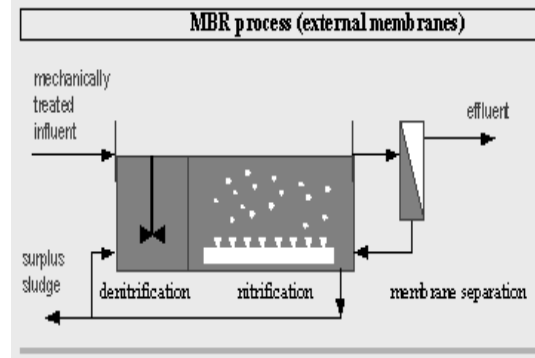 MBR process (external membranes)
mechanically
treated
influent
effluent
surplus
sludge
denitrification
nitrification
membrane separation